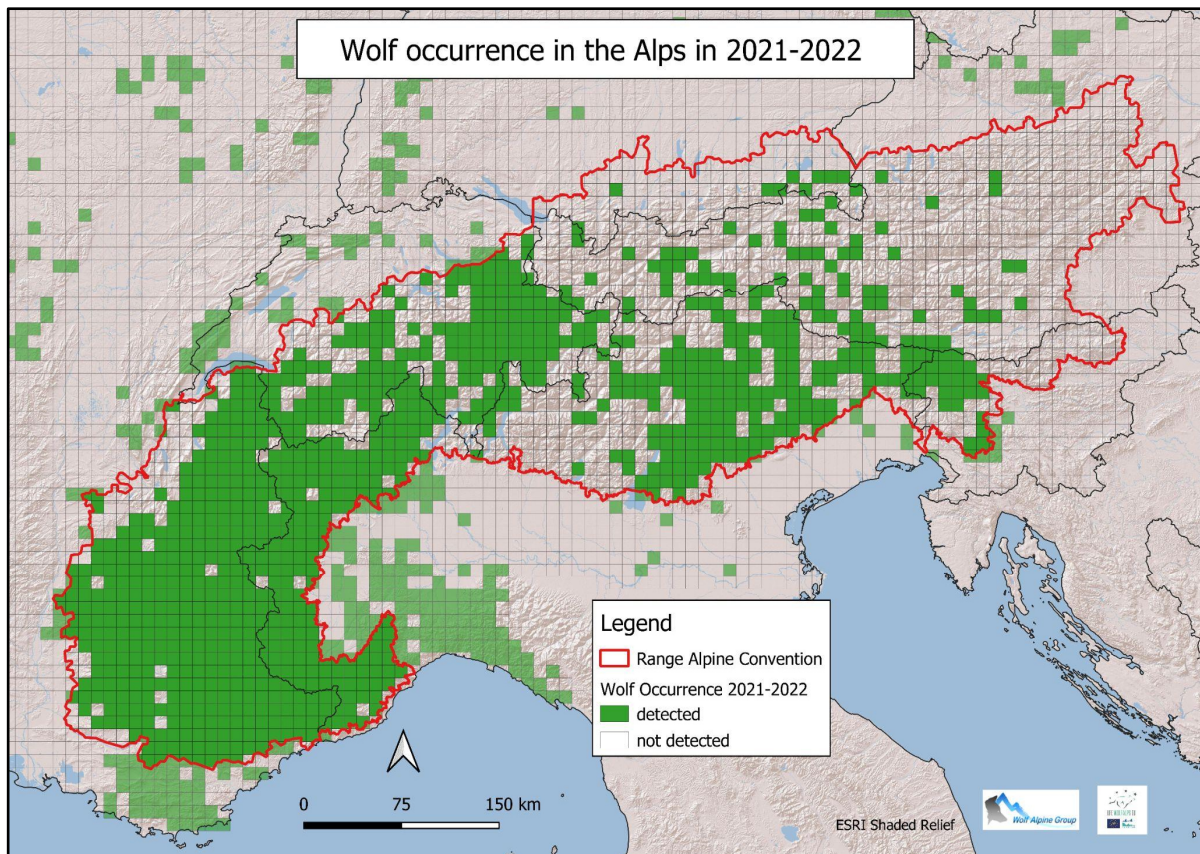 Wolf occurrence in the Alps in 2021-2022
Legend
Range Alpine Convention
Wolf Occurrence 2021-2022
detected
not detected
0 75 150 km
ESRI Shaded Relief
Wolf Alpine Group